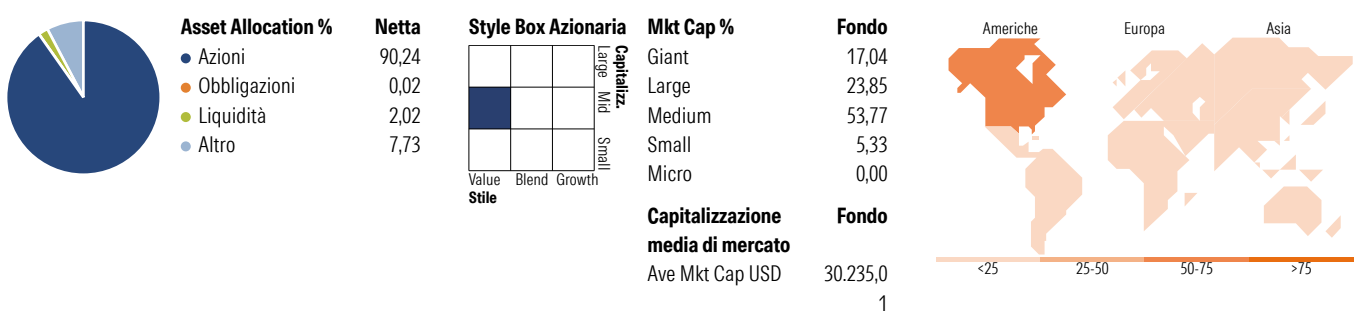 Asset Allocation % Netta
Azioni 90,24
Obbligazioni 0,02
Liquidità 2,02
Altro 7,73
Style Box Azionaria
Capitalizz.
Large Mid Small
Value Blend Growth
Stile
Mkt Cap % Fondo
Giant 17,04
Large 23,85
Medium 53,77
Small 5,33
Micro 0,00
Capitalizzazione Fondo
media di mercato
Ave Mkt Cap USD 30.235,0
1
Americhe Europa Asia
<25 25-50 50-75 >75